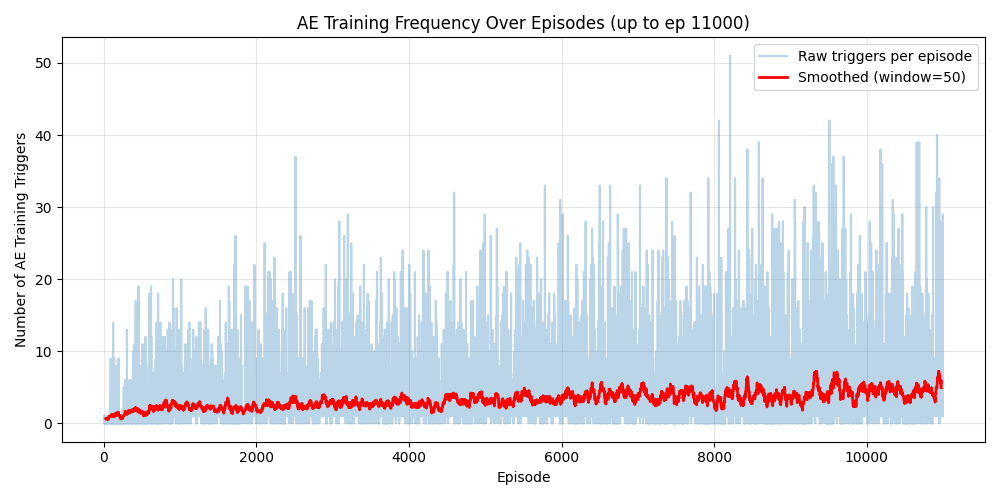 AE Training Frequency Over Episodes (up to ep 11000)
Raw triggers per episode
Smoothed (window=50)
Number of AE Training Triggers
50
40
30
20
10
0
0 2000 4000 6000 8000 10000
Episode